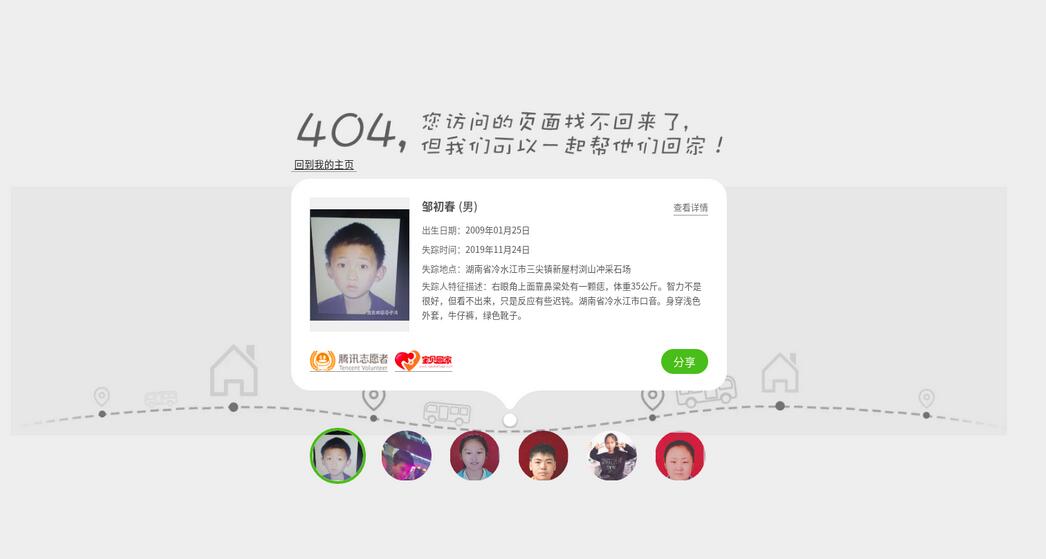 404,
您访问的页面找不回来了,
但我们可以一起帮他们回家！
回到我的主页
邹初春 (男)
查看详情
出生日期：2009年01月25日
失踪时间：2019年11月24日
失踪地点：湖南省冷水江市三尖镇新屋村浏山冲采石场
失踪人特征描述：右眼角上面靠鼻梁处有一颗痣，体重35公斤。智力不是
很好，但看不出来，只是反应有些迟钝。湖南省冷水江市口音。身穿浅色
外套，牛仔裤，绿色靴子。
腾讯志愿者
Tencent Volunteer
宝贝回家
分享